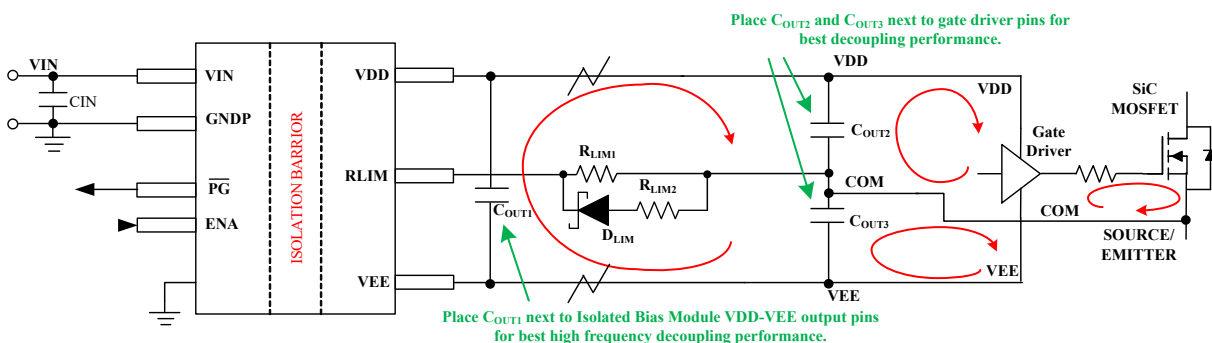 Place COUT2 and COUT3 next to gate driver pins for
best decoupling performance.
VIN
VIN
CIN
GNDP
PG
ENA
ISOLATION BARRIOR
VDD
RLIM
VEE
COUT1
RLIM1
RLIM2
DLIM
VDD
COUT2
COM
COUT3
VEE
VDD
Gate
Driver
COM
VEE
SiC
MOSFET
SOURCE/
EMITTER
Place COUT1 next to Isolated Bias Module VDD-VEE output pins
for best high frequency decoupling performance.